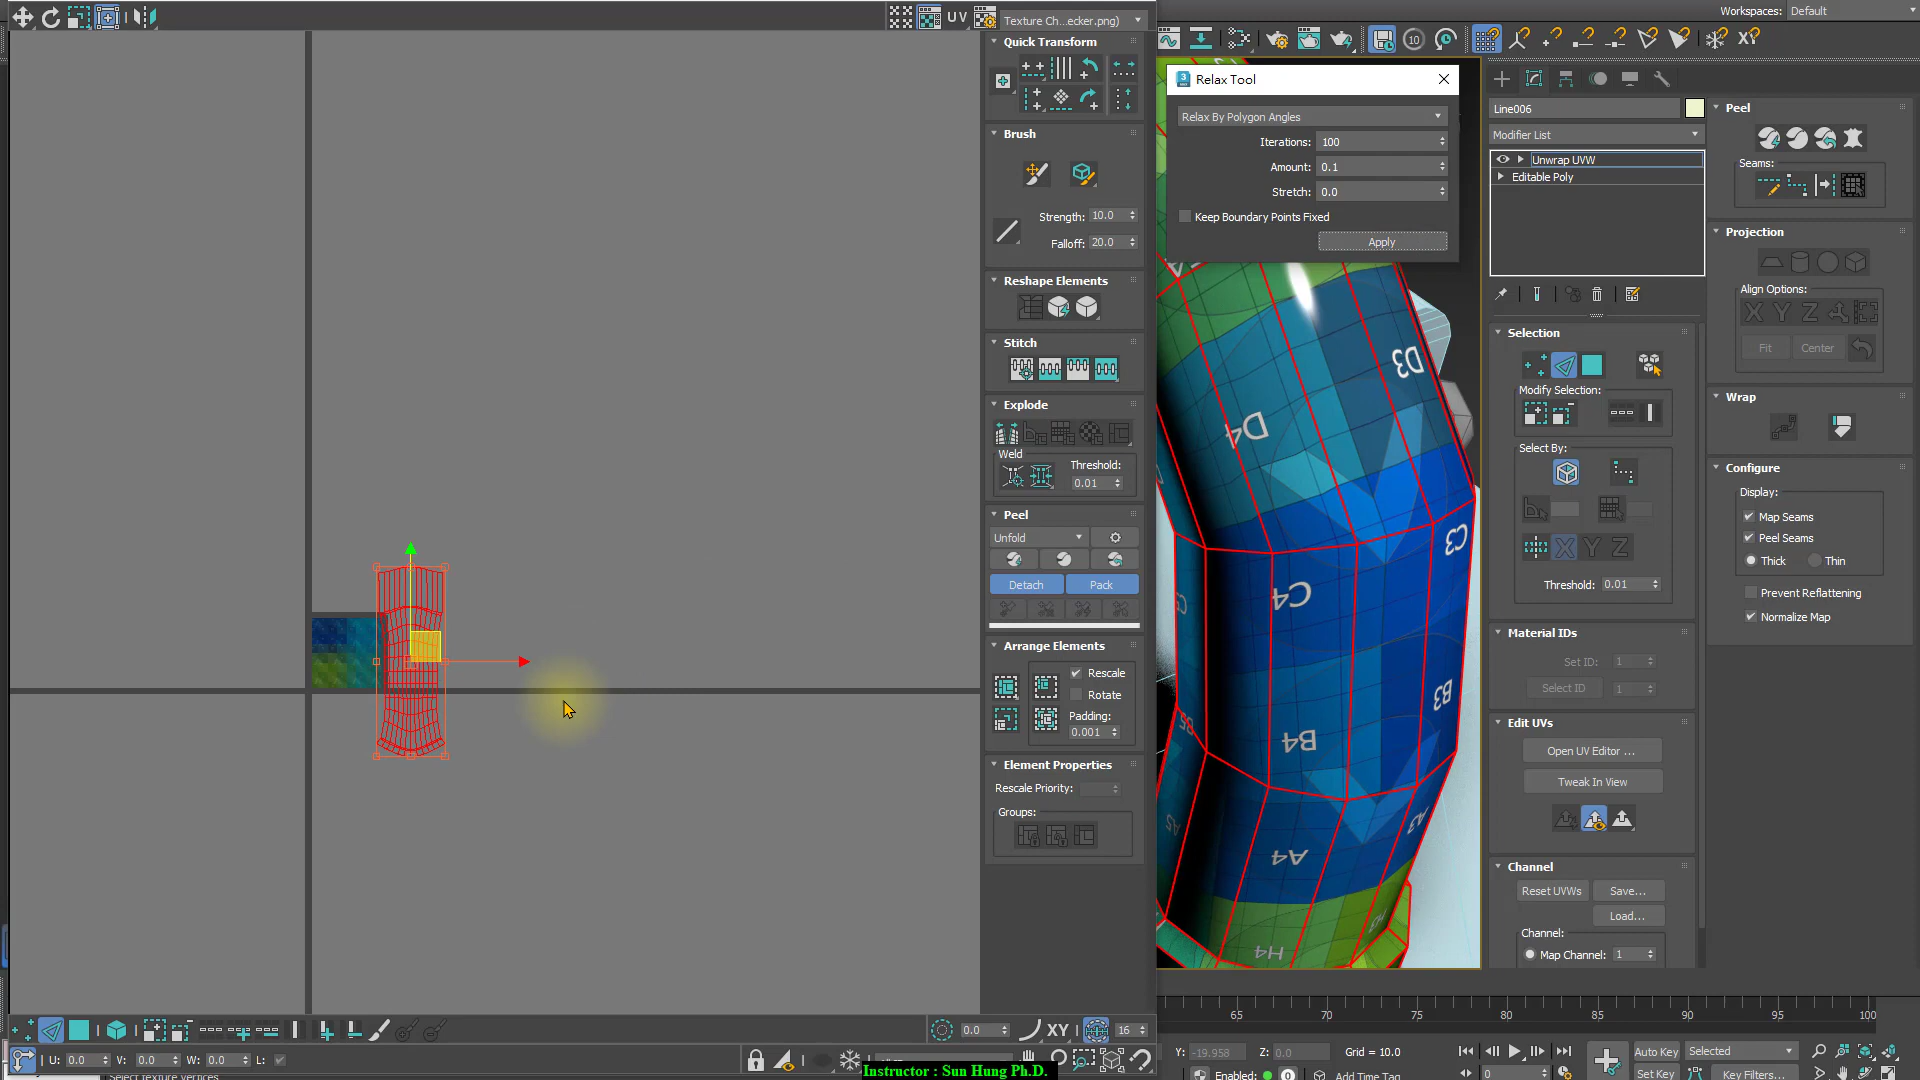 UV
Texture Ch...ecker.png)
Workspaces: Default
Quick Transform
Brush
Strength: 10.0
Falloff: 20.0
Reshape Elements
Stitch
Explode
Weld
Threshold:
0.01
Peel
Unfold
Detach
Pack
Arrange Elements
Rescale
Rotate
Padding:
0.001
Element Properties
Rescale Priority:
Groups:
10
XY
Relax Tool
Relax By Polygon Angles
Iterations: 100
Amount: 0.1
Stretch: 0.0
Keep Boundary Points Fixed
Apply
D3
D4
C3
C4
B3
B4
A3
A4
A5
H4
Line006
Modifier List
Unwrap UVW
Editable Poly
Selection
Modify Selection:
Select By:
X Y Z
Threshold: 0.01
Material IDs
Set ID: 1
Select ID 1
Edit UVs
Open UV Editor ...
Tweak In View
Channel
Reset UVWs
Save...
Load...
Channel:
Map Channel: 1
Peel
Seams:
Projection
Align Options:
X Y Z
Fit
Center
Wrap
Configure
Display:
Map Seams
Peel Seams
Thick
Thin
Prevent Reflattening
Normalize Map
65 70 75 80 85 90 95 100
0.0
XY
16
U: 0.0 V: 0.0 W: 0.0 L:
Select texture vertices
Instructor : Sun Hung Ph.D.
Y: -19.958 Z: 0.0 Grid = 10.0
Enabled: 0 Add Time Tag
0
Auto Key
Selected
Set Key
Key Filters...